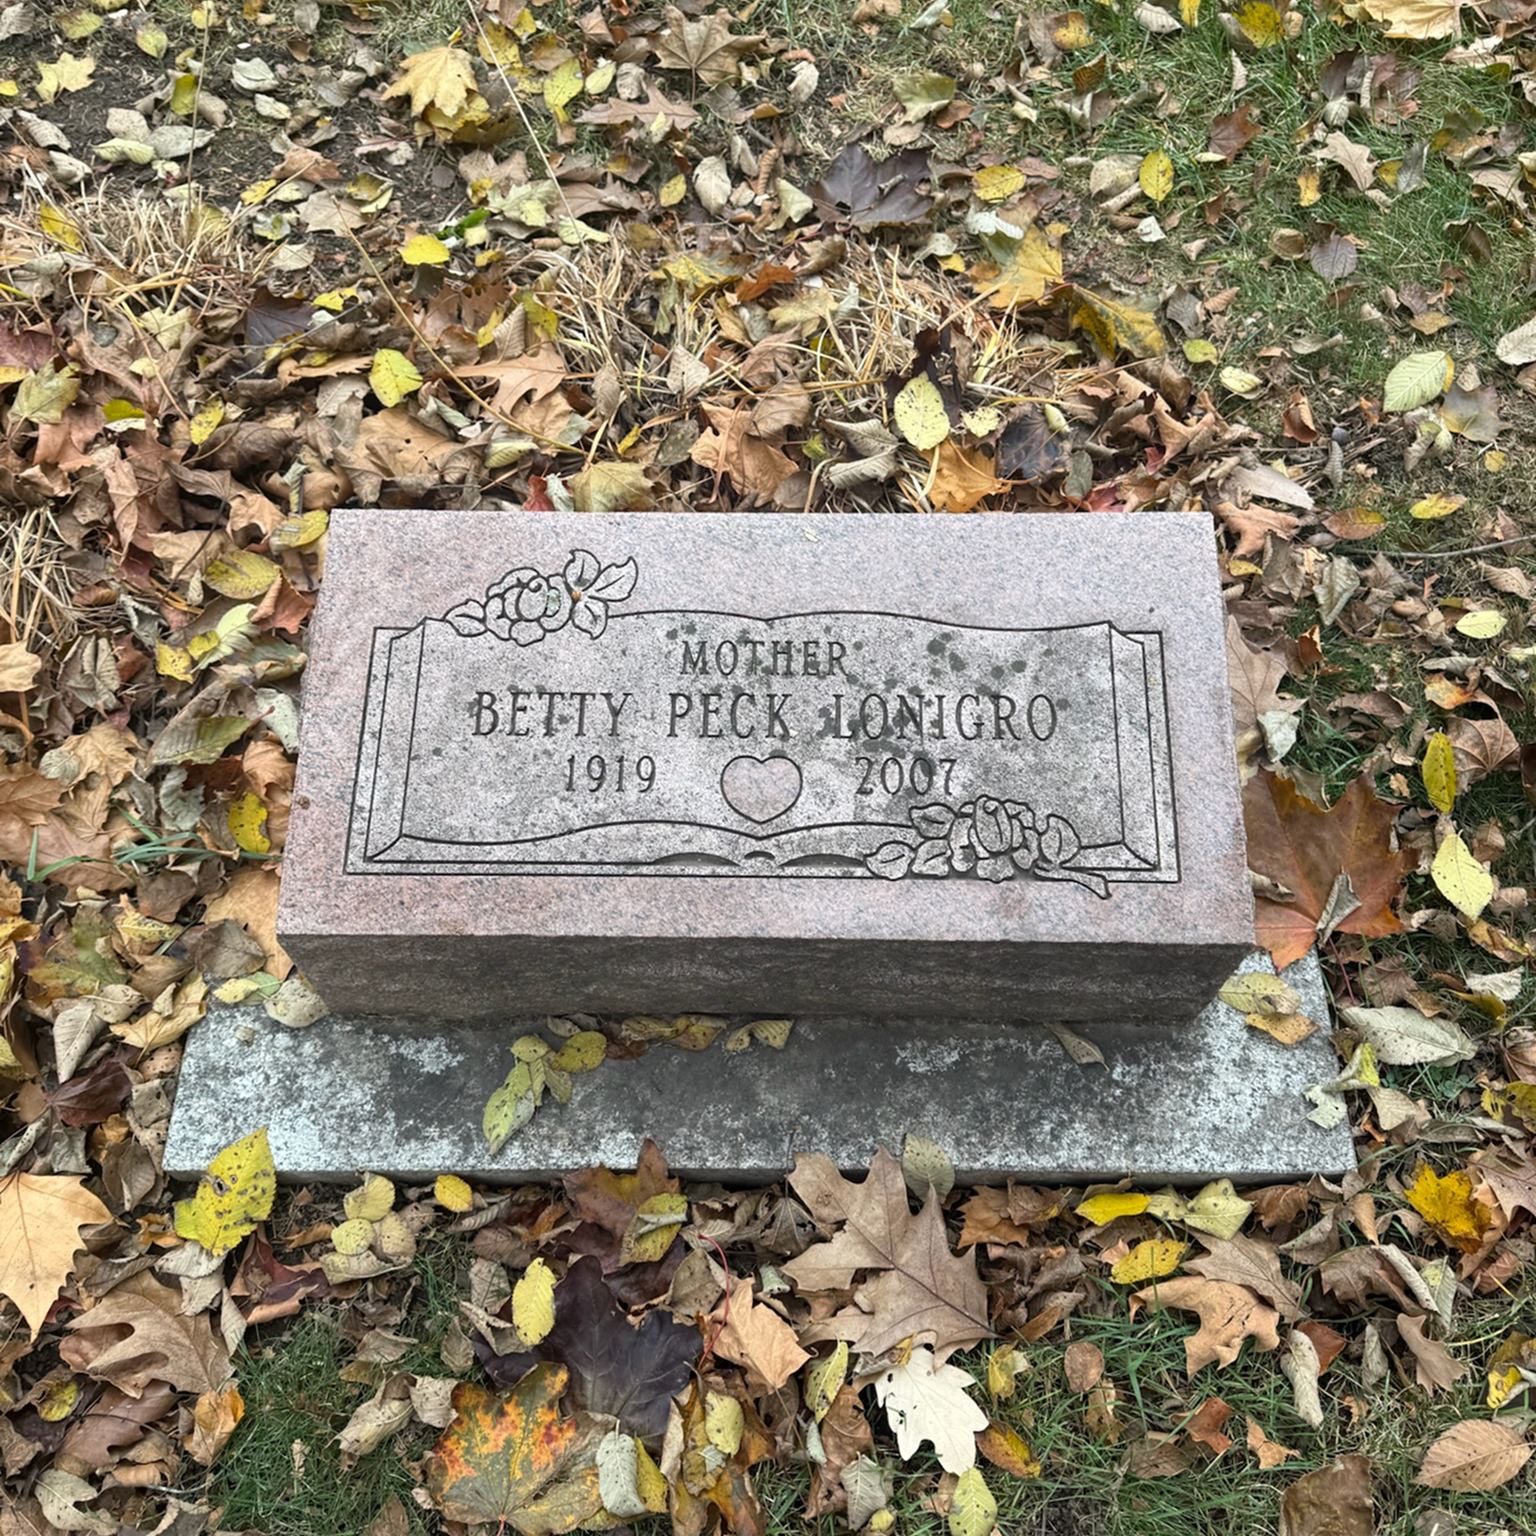 MOTHER
BETTY PECK LONIGRO
1919 2007